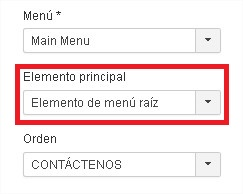 Menú *
Main Menu
Elemento principal
Elemento de menú raíz
Orden
CONTÁCTENOS